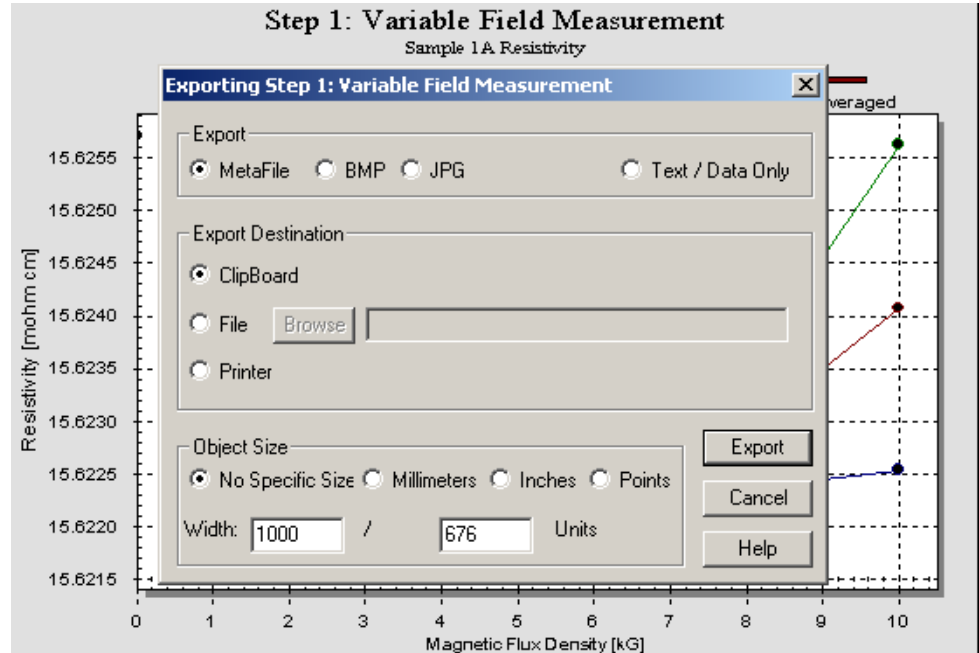 Step 1: Variable Field Measurement
Sample 1A Resistivity
Exporting Step 1: Variable Field Measurement
veraged
Export
MetaFile BMP JPG Text / Data Only
Export Destination
ClipBoard
File Browse
Printer
Object Size
No Specific Size Millimeters Inches Points
Width: 1000 / 676 Units
Export
Cancel
Help
Resistivity [mohm cm]
15.6255
15.6250
15.6245
15.6240
15.6235
15.6230
15.6225
15.6220
15.6215
0 1 2 3 4 5 6 7 8 9 10
Magnetic Flux Density [kG]